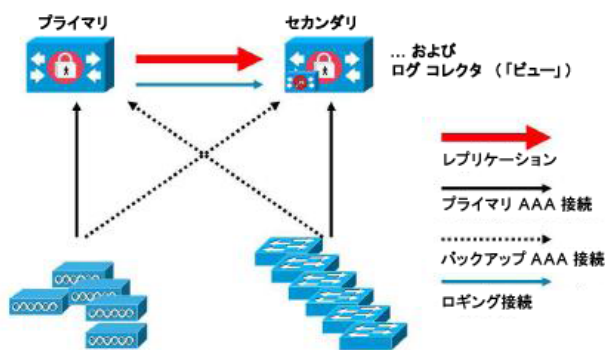 プライマリ
セカンダリ
... および
ログ コレクタ （「ビュー」）
レプリケーション
プライマリ AAA 接続
バックアップ AAA 接続
ロギング接続